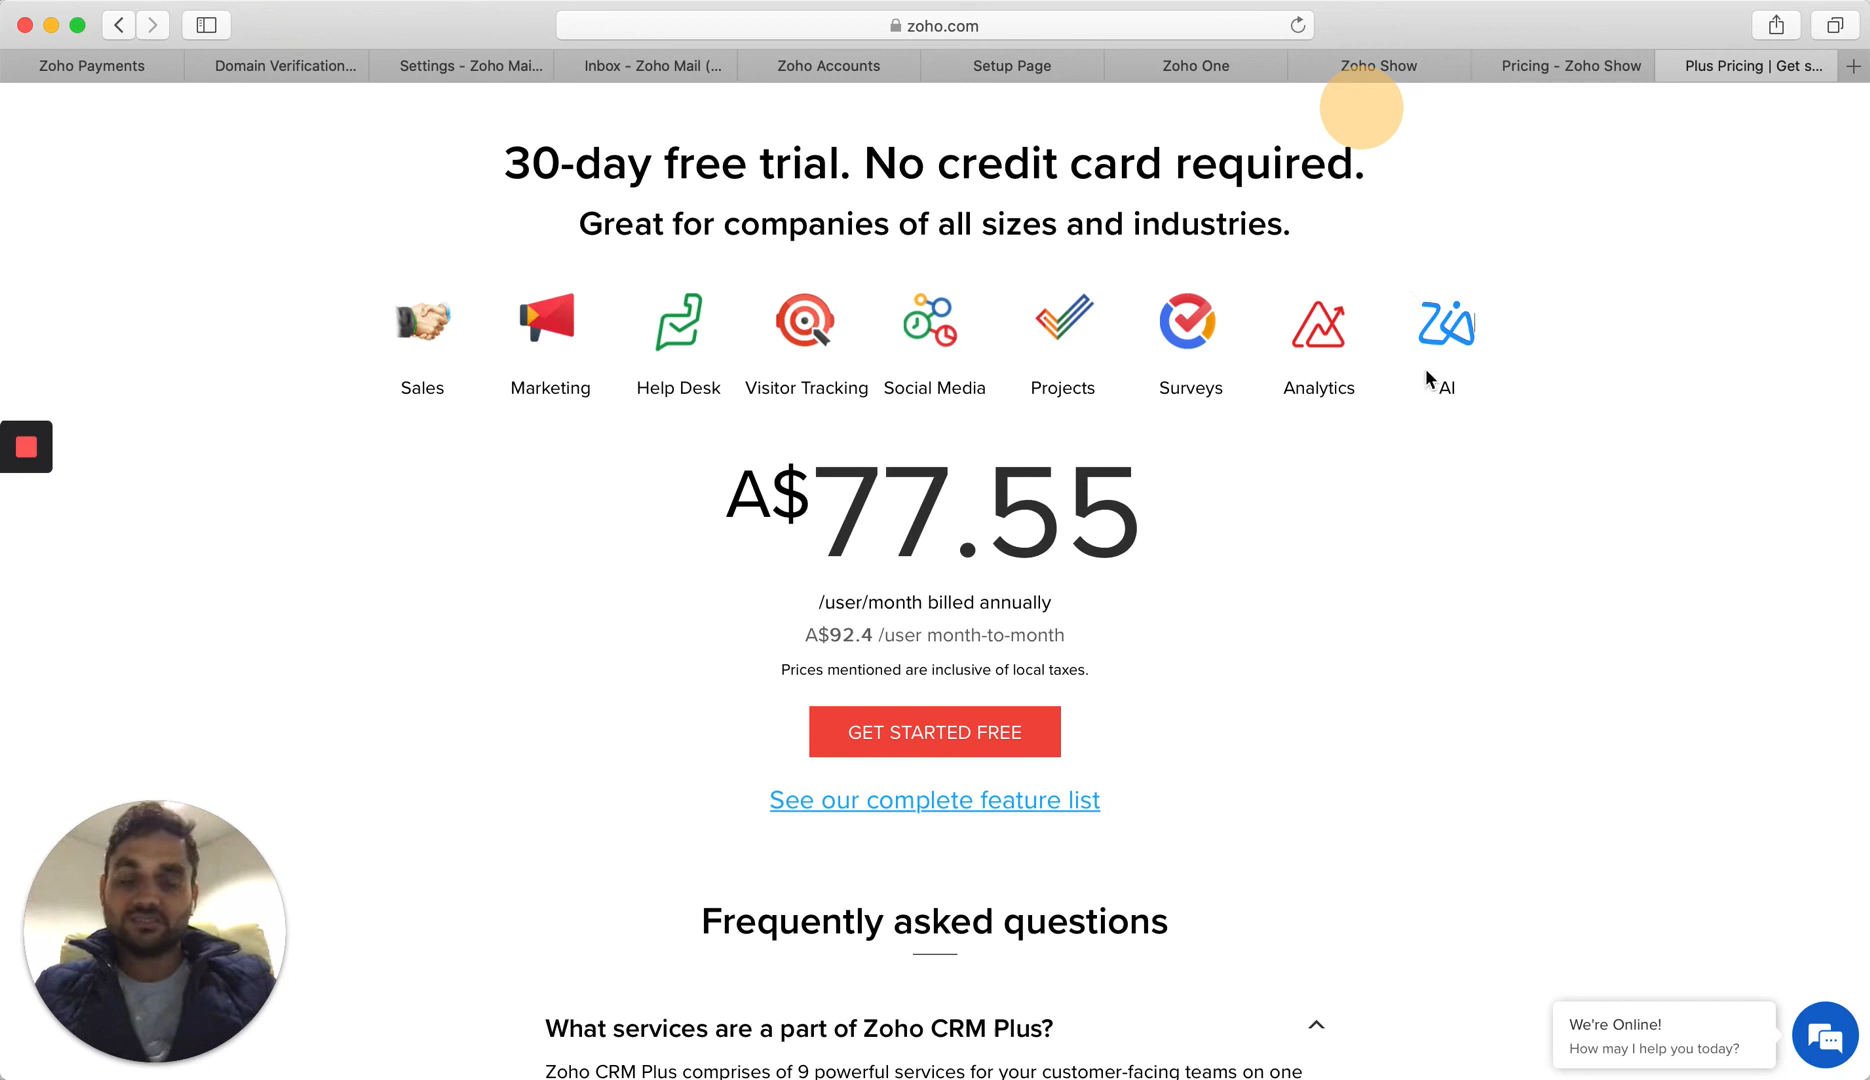 zoho.com
Zoho Payments
Domain Verification...
Settings - Zoho Mai...
Inbox - Zoho Mail (...
Zoho Accounts
Setup Page
Zoho One
Zoho Show
Pricing - Zoho Show
Plus Pricing | Get s...
30-day free trial. No credit card required.
Great for companies of all sizes and industries.
Zia
Sales
Marketing
Help Desk
Visitor Tracking
Social Media
Projects
Surveys
Analytics
AI
A$77.55
/user/month billed annually
A$92.4 /user month-to-month
Prices mentioned are inclusive of local taxes.
GET STARTED FREE
See our complete feature list
Frequently asked questions
What services are a part of Zoho CRM Plus?
Zoho CRM Plus comprises of 9 powerful services for your customer-facing teams on one
We're Online!
How may I help you today?